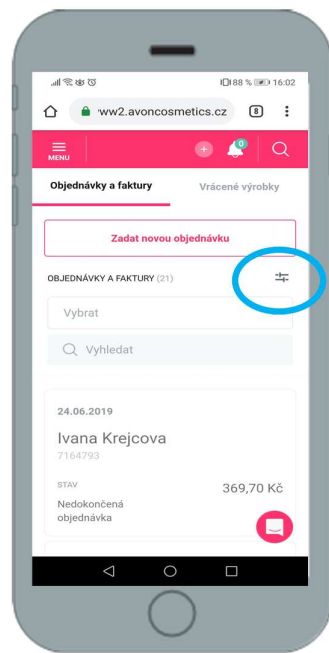 88 % 16:02
ww2.avoncosmetics.cz 8
MENU
0
Objednávky a faktury Vrácené výrobky
Zadat novou objednávku
OBJEDNÁVKY A FAKTURY (21)
Vybrat
Vyhledat
24.06.2019
Ivana Krejcova
7164793
STAV
369,70 Kč
Nedokončená
objednávka